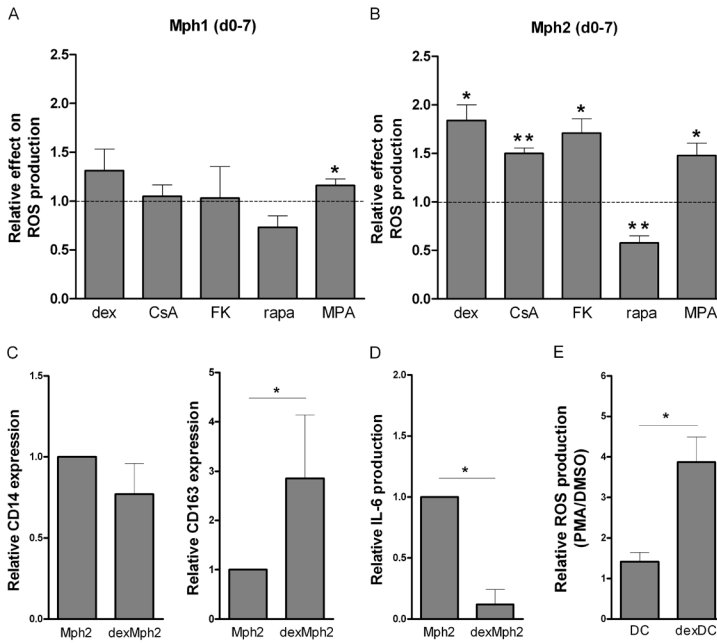 A
Mph1 (d0-7)
Relative effect on
ROS production
2.5
2.0
1.5
1.0
0.5
0.0
*
dex CsA FK rapa MPA
B
Mph2 (d0-7)
Relative effect on
ROS production
2.5
2.0
1.5
1.0
0.5
0.0
* ** * ** *
dex CsA FK rapa MPA
C
Relative CD14 expression
1.5
1.0
0.5
0.0
Mph2 dexMph2
Relative CD163 expression
5
4
3
2
1
0
*
Mph2 dexMph2
D
Relative IL-6 production
2.0
1.5
1.0
0.5
0.0
*
Mph2 dexMph2
E
Relative ROS production
(PMA/DMSO)
6
5
4
3
2
1
0
*
DC dexDC